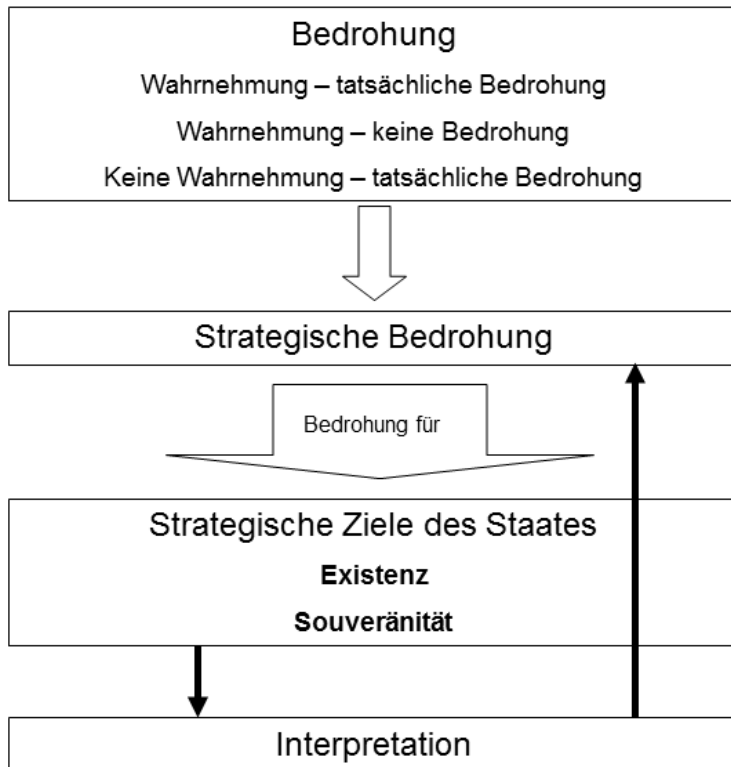 Bedrohung
Wahrnehmung – tatsächliche Bedrohung
Wahrnehmung – keine Bedrohung
Keine Wahrnehmung – tatsächliche Bedrohung
Strategische Bedrohung
Bedrohung für
Strategische Ziele des Staates
Existenz
Souveränität
Interpretation